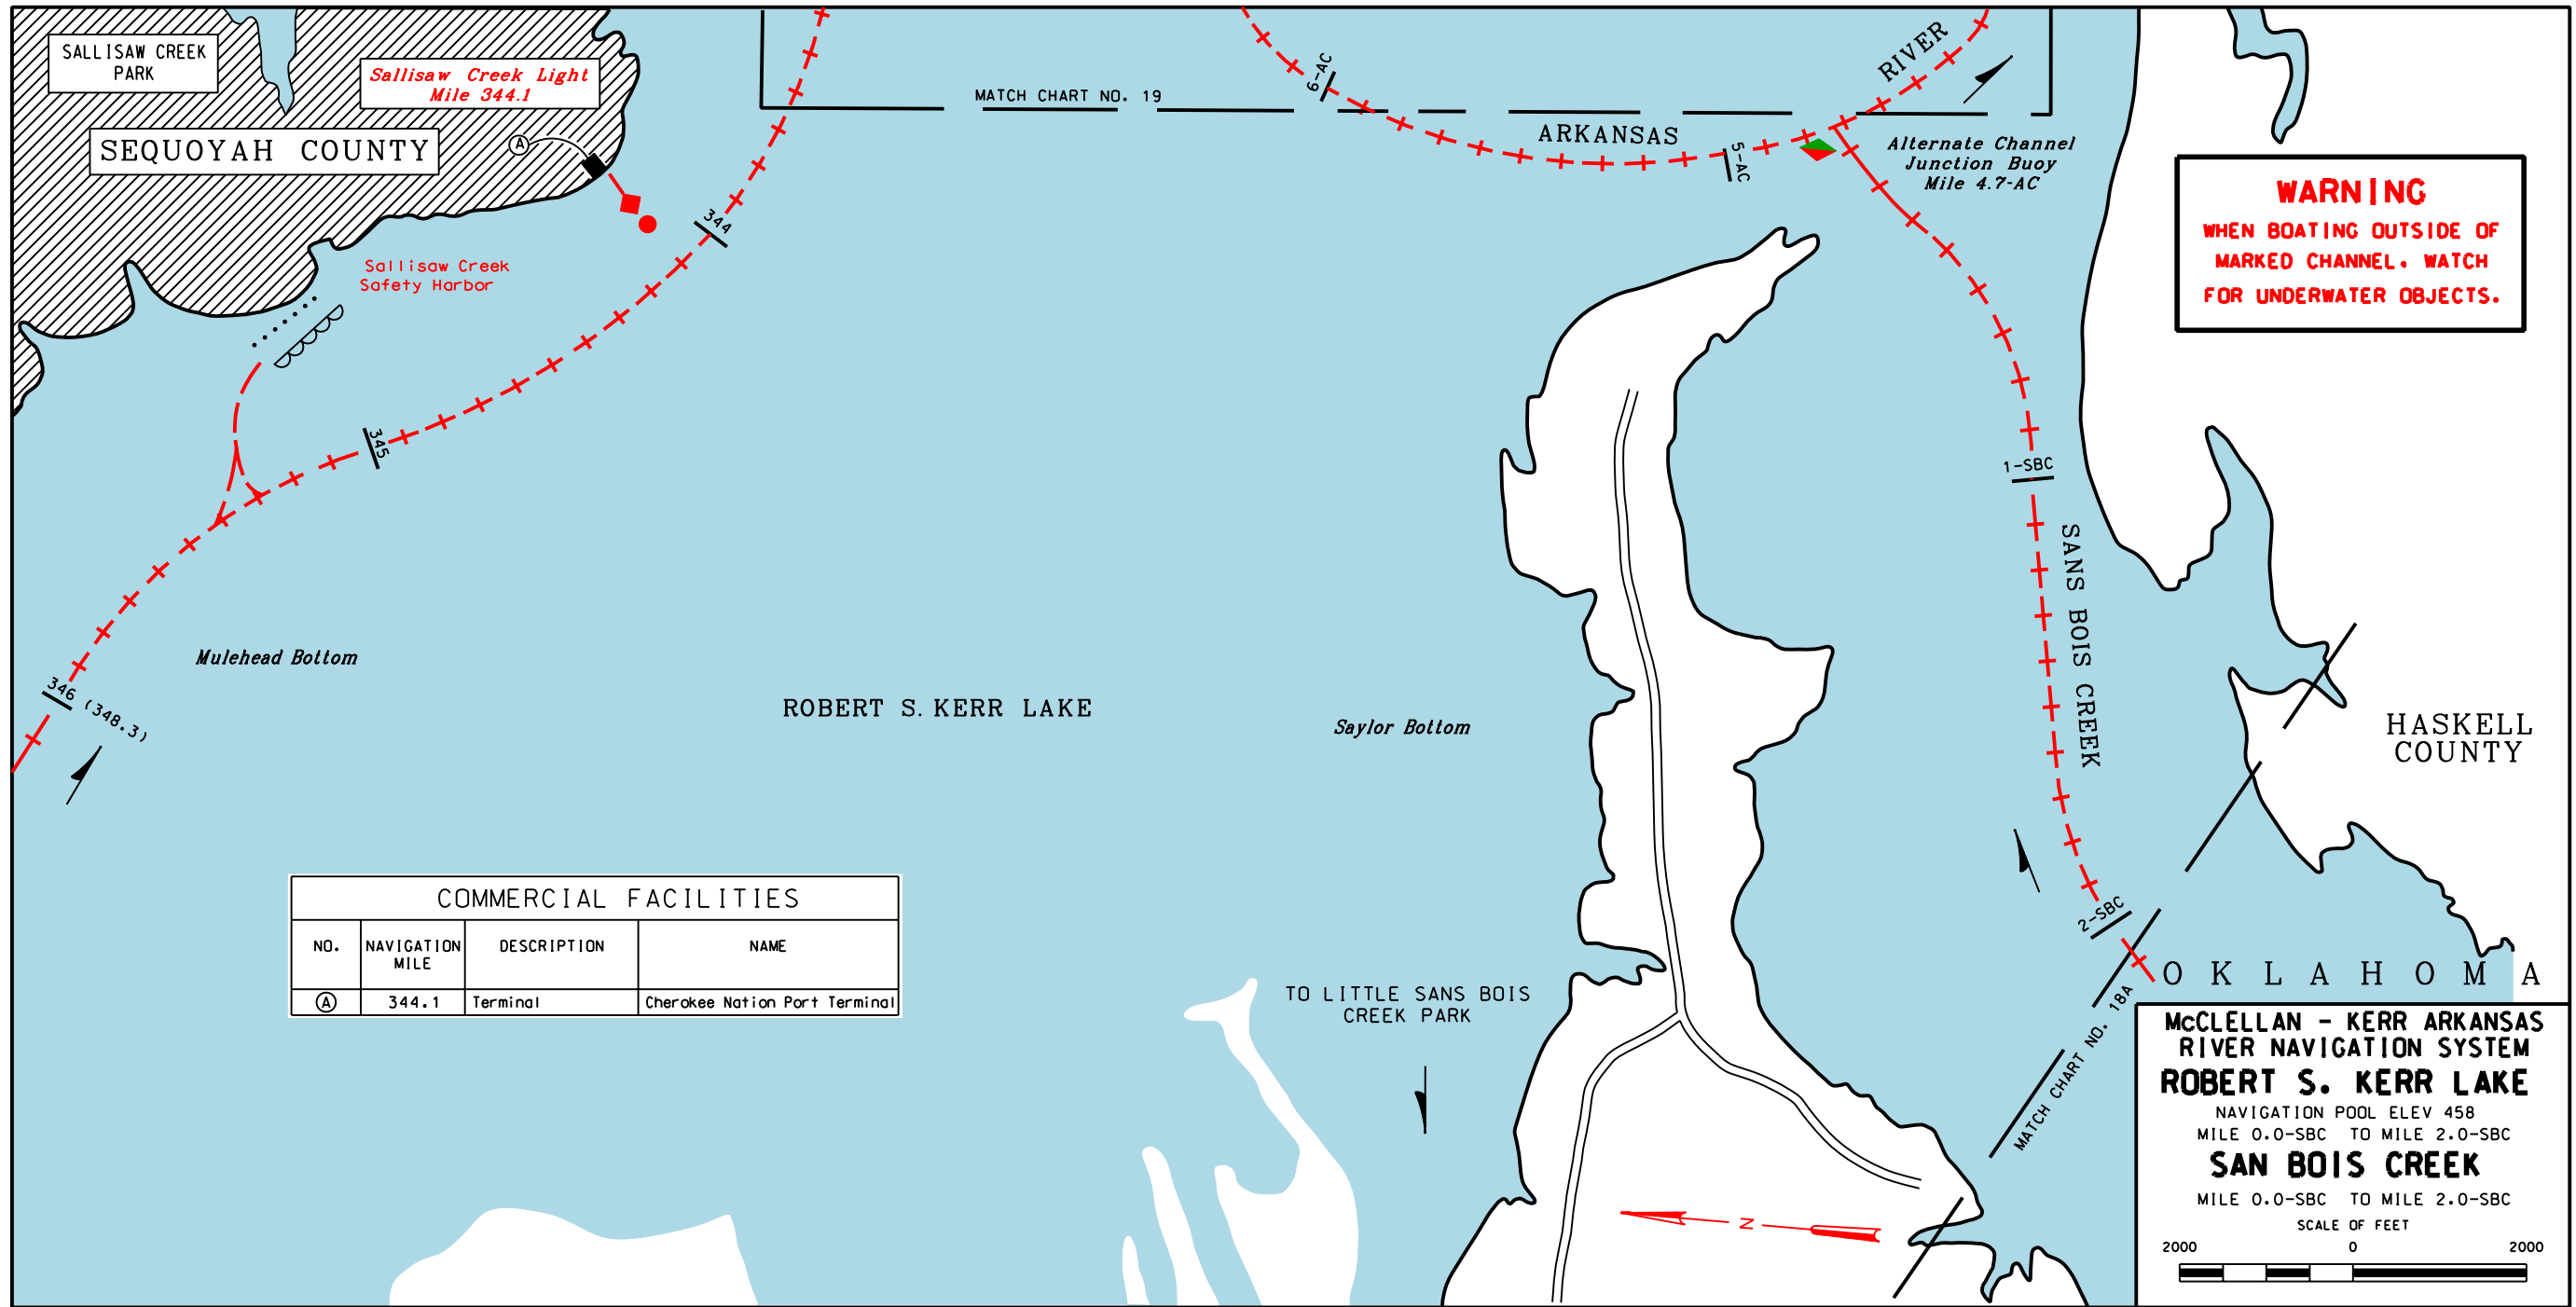 SALLISAW CREEK
PARK
Sallisaw Creek Light
Mile 344.1
SEQUOYAH COUNTY
A
Sallisaw Creek
Safety Harbor
344
345
346 (348.3)
MATCH CHART NO. 19
6-AC
ARKANSAS
RIVER
5-AC
Alternate Channel
Junction Buoy
Mile 4.7-AC
WARNING
WHEN BOATING OUTSIDE OF
MARKED CHANNEL. WATCH
FOR UNDERWATER OBJECTS.
1-SBC
SANS BOIS CREEK
2-SBC
Mulehead Bottom
ROBERT S. KERR LAKE
Saylor Bottom
HASKELL
COUNTY
COMMERCIAL FACILITIES
NO. NAVIGATION MILE DESCRIPTION NAME
A 344.1 Terminal Cherokee Nation Port Terminal
TO LITTLE SANS BOIS
CREEK PARK
OKLAHOMA
MATCH CHART NO. 18A
N
McCLELLAN - KERR ARKANSAS
RIVER NAVIGATION SYSTEM
ROBERT S. KERR LAKE
NAVIGATION POOL ELEV 458
MILE 0.0-SBC TO MILE 2.0-SBC
SAN BOIS CREEK
MILE 0.0-SBC TO MILE 2.0-SBC
SCALE OF FEET
2000 0 2000